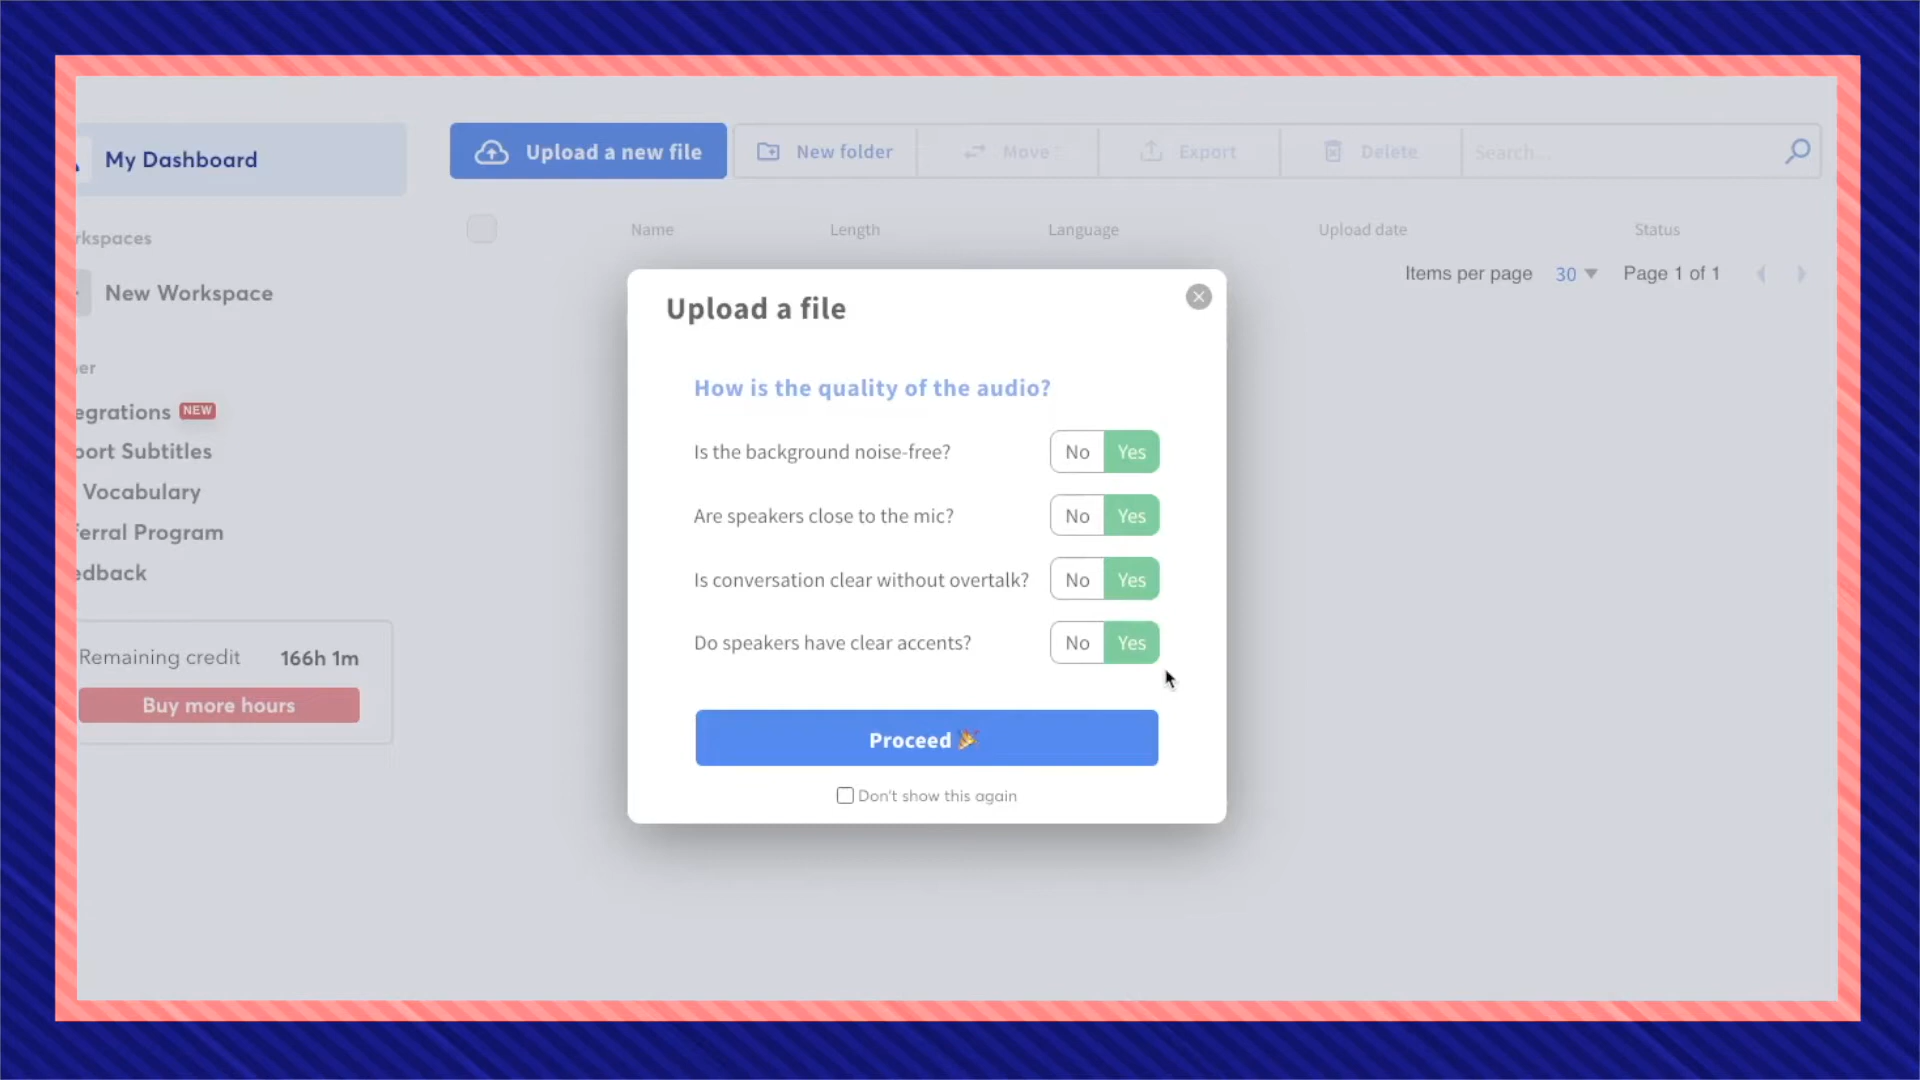 My Dashboard
Upload a new file
New folder
Move
Export
Delete
Search...
rkspaces
Name
Length
Language
Upload date
Status
Items per page
30
Page 1 of 1
New Workspace
Upload a file
er
How is the quality of the audio?
egrations NEW
Is the background noise-free?
No
Yes
port Subtitles
Vocabulary
Are speakers close to the mic?
No
Yes
erral Program
edback
Is conversation clear without overtalk?
No
Yes
Do speakers have clear accents?
No
Yes
Remaining credit 166h 1m
Buy more hours
Proceed 🎉
Don't show this again